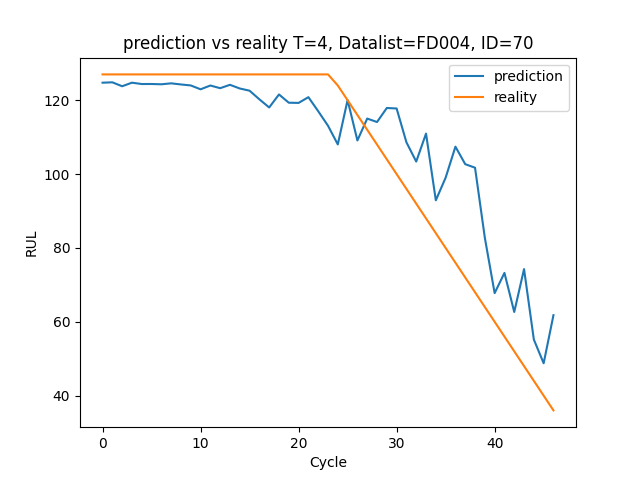 prediction vs reality T=4, Datalist=FD004, ID=70
prediction
reality
120
100
80
60
40
RUL
0 10 20 30 40
Cycle